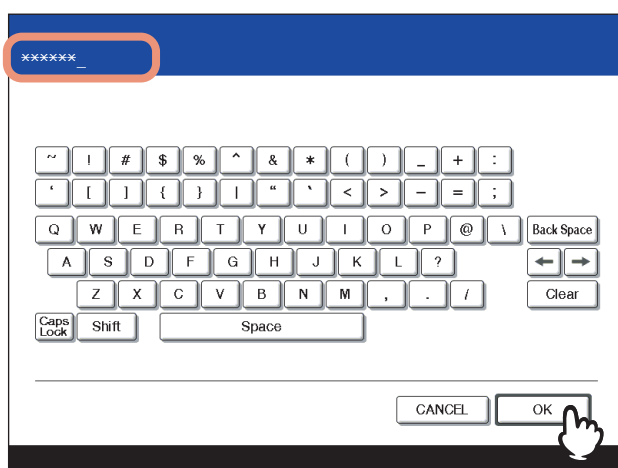 ******_
~ ! # $ % ^ & * ( ) _ + :
‘ [ ] { } | “ ` < > – = ;
Q W E R T Y U I O P @ \ Back Space
A S D F G H J K L ? ← →
Z X C V B N M , . / Clear
Caps Lock Shift Space
CANCEL OK